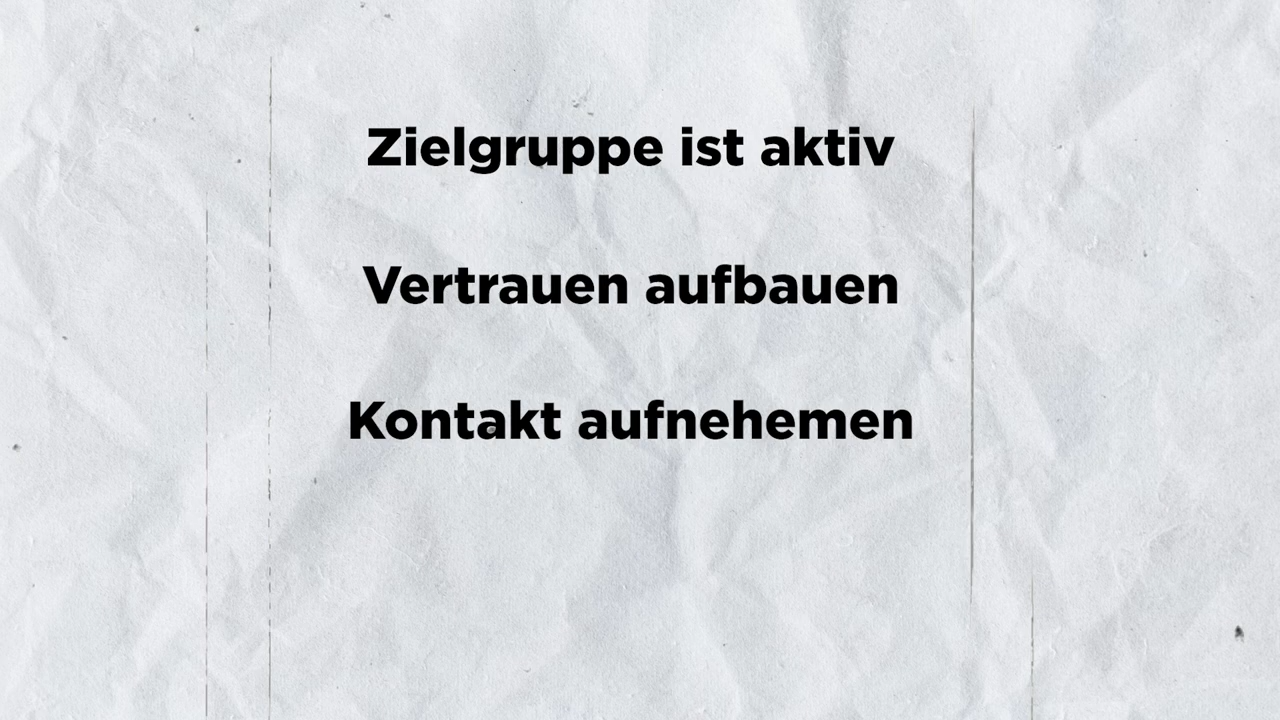 Zielgruppe ist aktiv
Vertrauen aufbauen
Kontakt aufnehemen